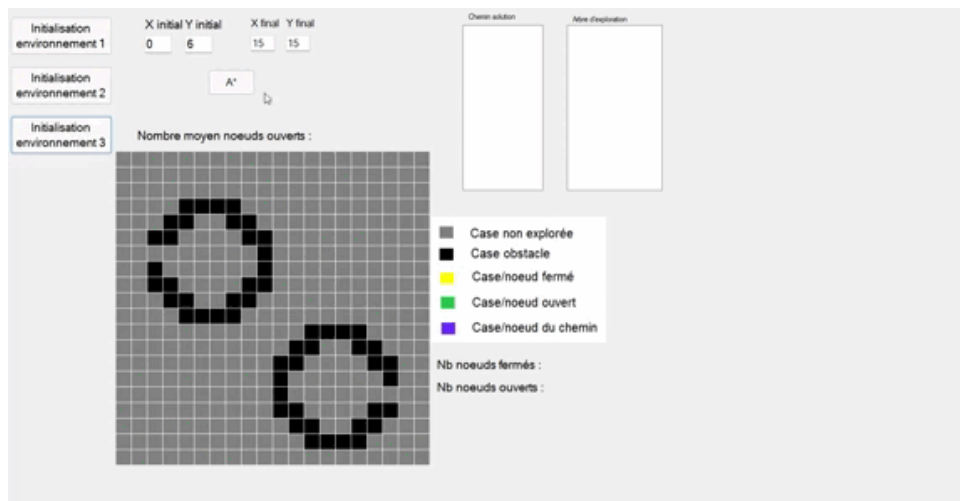 Initialisation
environnement 1
Initialisation
environnement 2
Initialisation
environnement 3
X initial Y initial
0 6
X final Y final
15 15
A*
Nombre moyen noeuds ouverts :
Chemin solution
Arbre d'exploration
Case non explorée
Case obstacle
Case/noeud fermé
Case/noeud ouvert
Case/noeud du chemin
Nb noeuds fermés :
Nb noeuds ouverts :